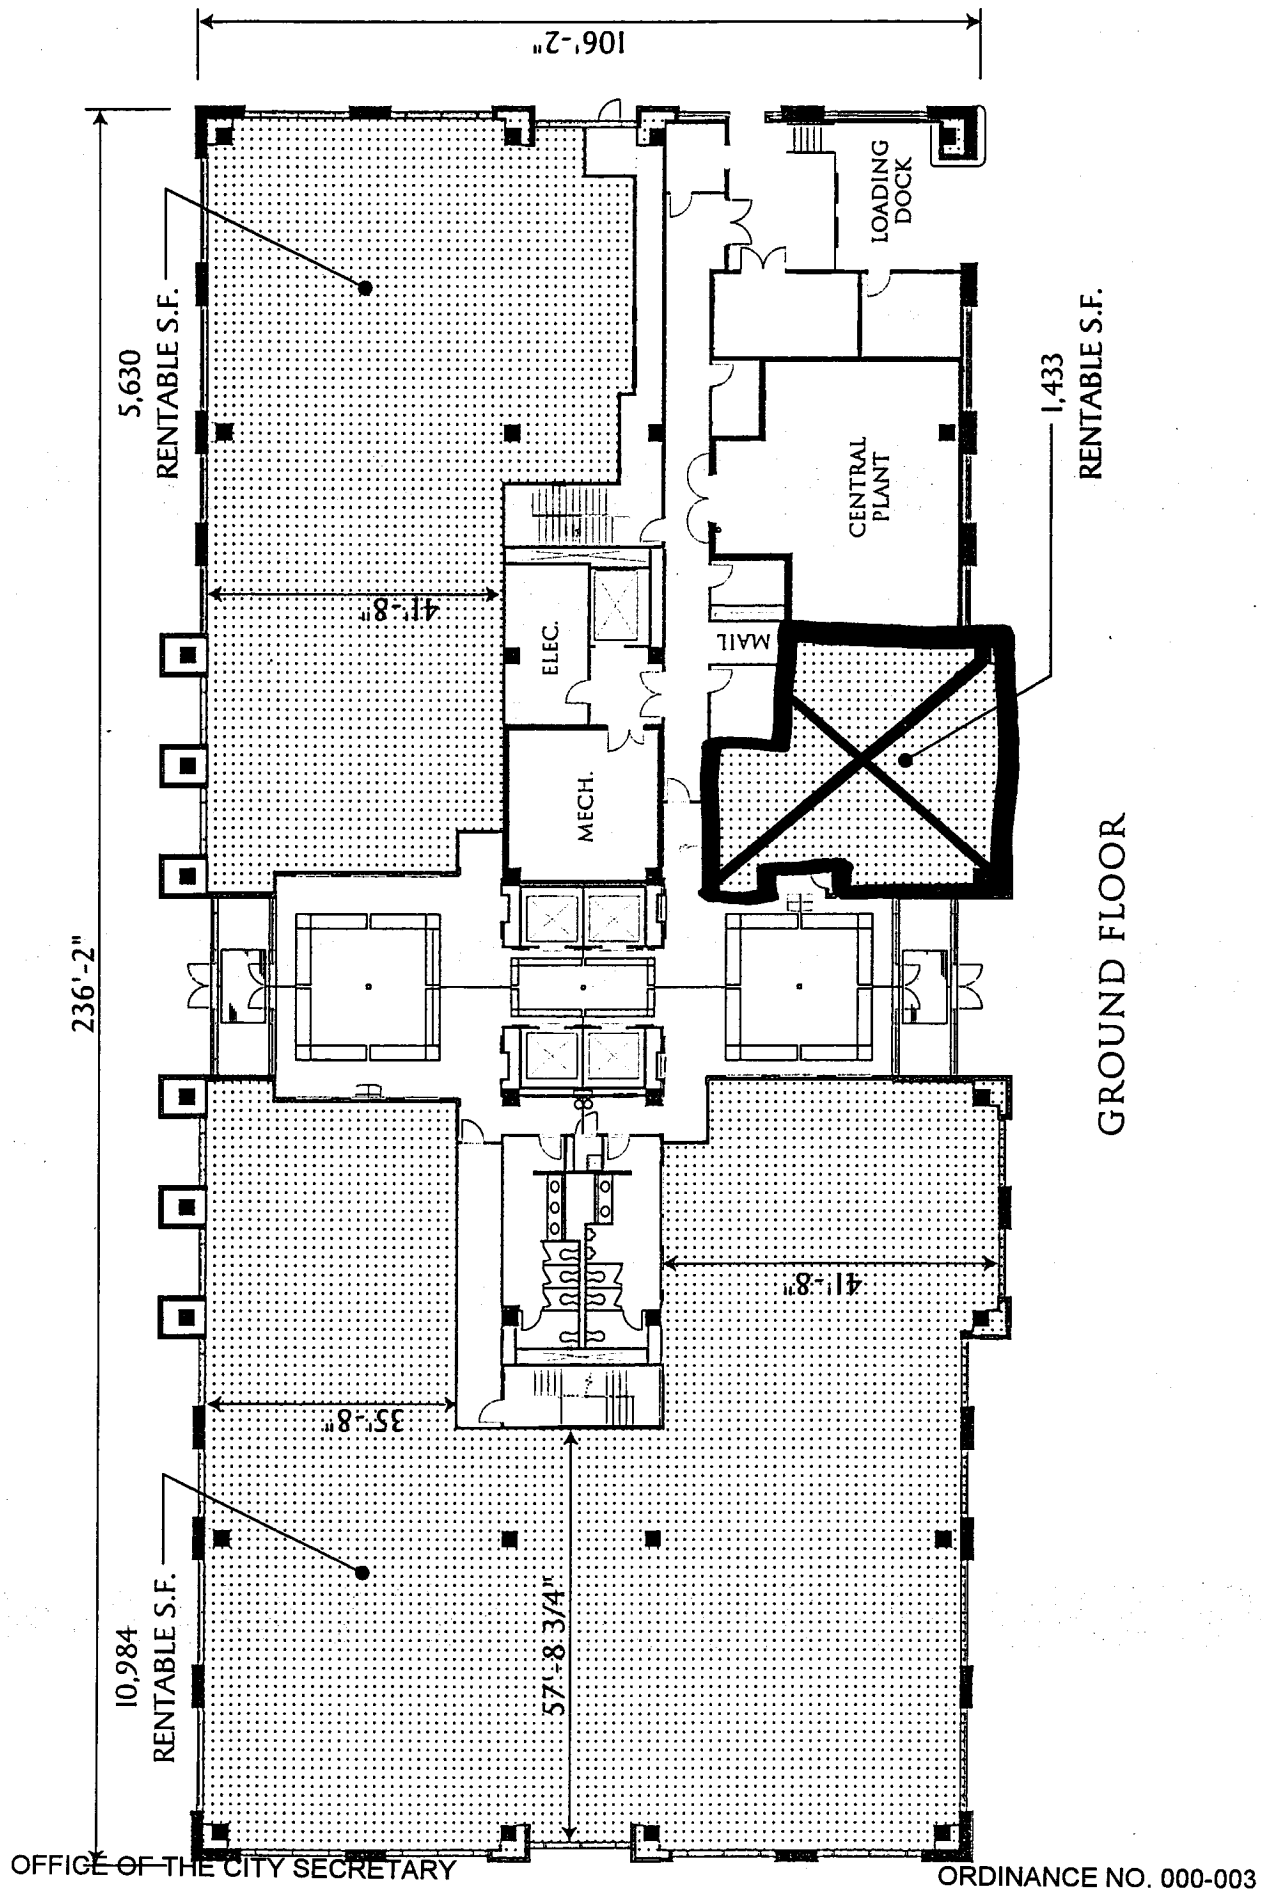 106'-2"
236'-2"
5,630
RENTABLE S.F.
LOADING
DOCK
1,433
RENTABLE S.F.
CENTRAL
PLANT
41'-8"
ELEC.
MAIL
MECH.
GROUND FLOOR
41'-8"
35'-8"
10,984
RENTABLE S.F.
57'-8 3/4"
OFFICE OF THE CITY SECRETARY
ORDINANCE NO. 000-003